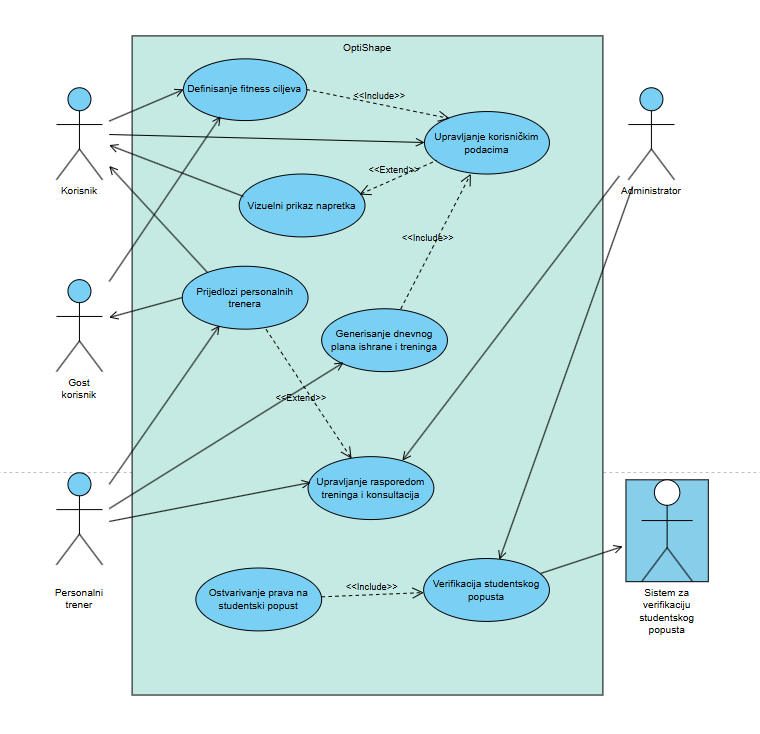 OptiShape
Definisanje fitness ciljeva
<<Include>>
Upravljanje korisničkim
podacima
Korisnik
Administrator
<<Extend>>
Vizuelni prikaz napretka
<<Include>>
Prijedlozi personalnih
trenera
Generisanje dnevnog
plana ishrane i treninga
Gost
korisnik
<<Extend>>
Upravljanje rasporedom
treninga i konsultacija
Personalni
trener
Ostvarivanje prava na
studentski popust
<<Include>>
Verifikacija studentskog
popusta
Sistem za
verifikaciju
studentskog
popusta